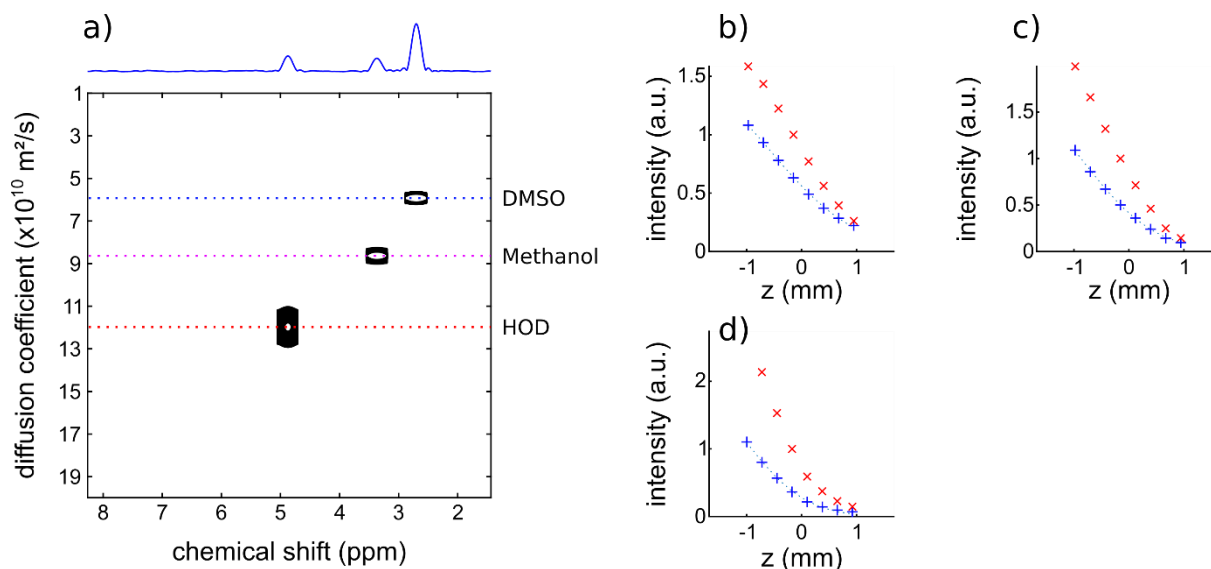 a)
diffusion coefficient (x10¹⁰ m²/s)
1
3
5
7
9
11
13
15
17
19
8 7 6 5 4 3 2
chemical shift (ppm)
DMSO
Methanol
HOD
b)
intensity (a.u.)
1.5
1
0.5
0
-1 0 1
z (mm)
c)
intensity (a.u.)
1.5
1
0.5
0
-1 0 1
z (mm)
d)
intensity (a.u.)
2
1
0
-1 0 1
z (mm)